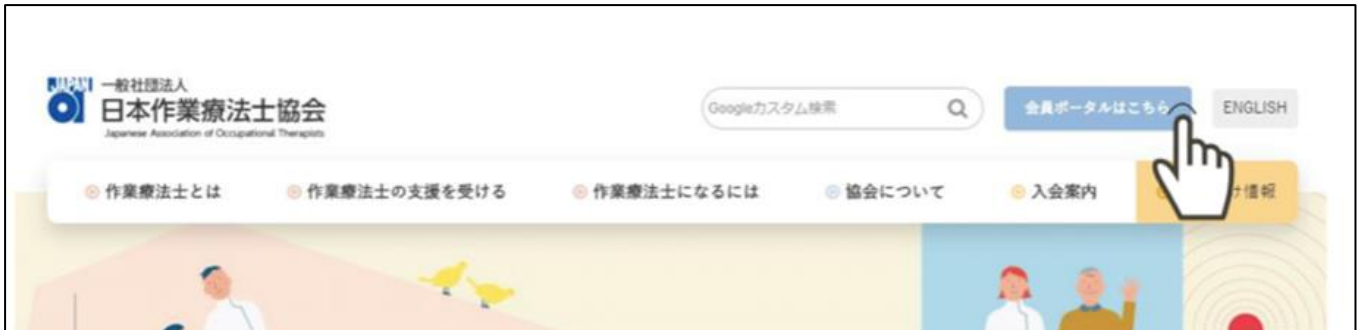 JAPAN
一般社団法人
日本作業療法士協会
Japanese Association of Occupational Therapists
Googleカスタム検索
会員ポータルはこちら
ENGLISH
作業療法士とは
作業療法士の支援を受ける
作業療法士になるには
協会について
入会案内
け情報